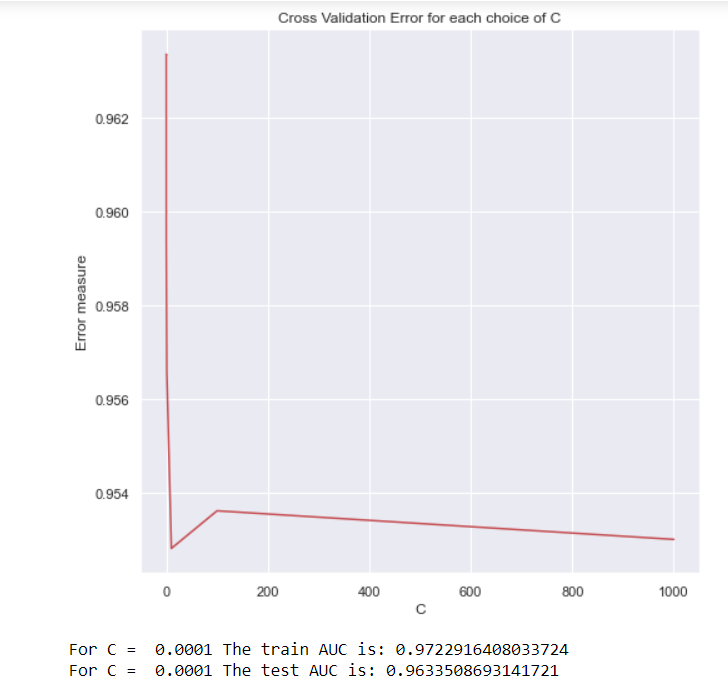 Cross Validation Error for each choice of C
0.962
0.960
0.958
0.956
0.954
Error measure
0 200 400 600 800 1000
C
For C =  0.0001 The train AUC is: 0.9722916408033724
For C =  0.0001 The test AUC is: 0.9633508693141721